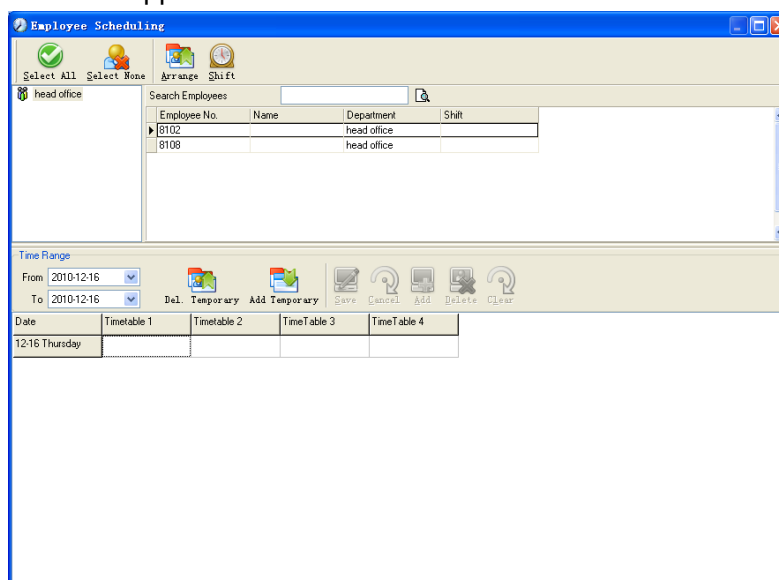 Employee Scheduling
Select All Select None Arrange Shift
head office
Search Employees
Employee No. Name Department Shift
8102 head office
8108 head office
Time Range
From 2010-12-16
To 2010-12-16
Del. Temporary Add Temporary Save Cancel Add Delete Clear
Date Timetable 1 Timetable 2 TimeTable 3 TimeTable 4
12-16 Thursday